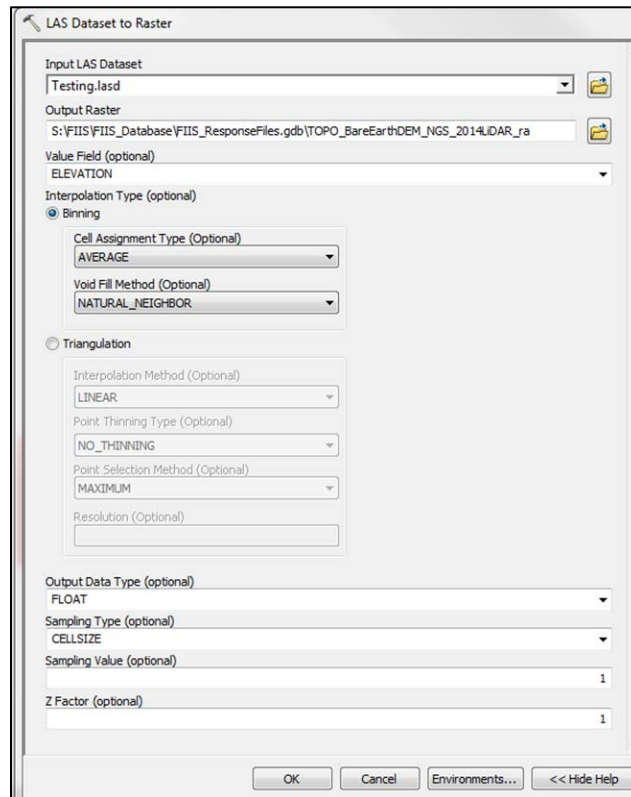 LAS Dataset to Raster
Input LAS Dataset
Testing.lasd
Output Raster
S:\FIIS\FIIS_Database\FIIS_ResponseFiles.gdb\TOPO_BareEarthDEM_NGS_2014LiDAR_ra
Value Field (optional)
ELEVATION
Interpolation Type (optional)
Binning
Cell Assignment Type (Optional)
AVERAGE
Void Fill Method (Optional)
NATURAL_NEIGHBOR
Triangulation
Interpolation Method (Optional)
LINEAR
Point Thinning Type (Optional)
NO_THINNING
Point Selection Method (Optional)
MAXIMUM
Resolution (Optional)
Output Data Type (optional)
FLOAT
Sampling Type (optional)
CELLSIZE
Sampling Value (optional)
1
Z Factor (optional)
1
OK Cancel Environments... << Hide Help